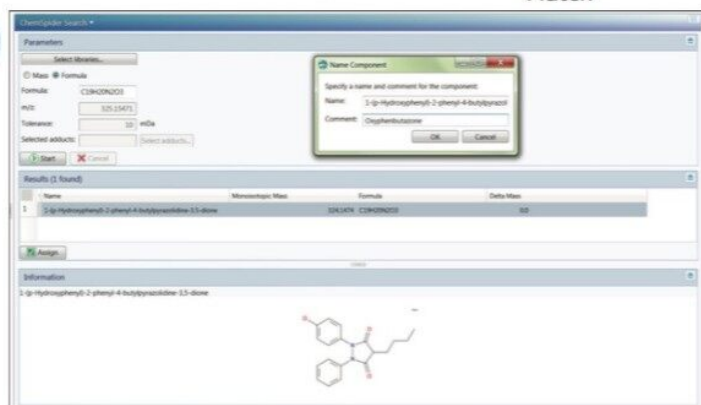 ChemSpider Search
Parameters
Select libraries...
Mass Formula
Formula: C19H20N2O3
m/z: 325.15471
Tolerance: 10 mDa
Selected adducts: Select adducts...
Start Cancel
Name Component
Specify a name and comment for the component:
Name: 1-(p-Hydroxyphenyl)-2-phenyl-4-butylpyrazol
Comment: Oxyphenbutazone
OK Cancel
Results (1 found)
Name Monoisotopic Mass Formula Delta Mass
1 1-(p-Hydroxyphenyl)-2-phenyl-4-butylpyrazolidine-3,5-dione 324.1474 C19H20N2O3 0.0
Assign
Information
1-(p-Hydroxyphenyl)-2-phenyl-4-butylpyrazolidine-3,5-dione